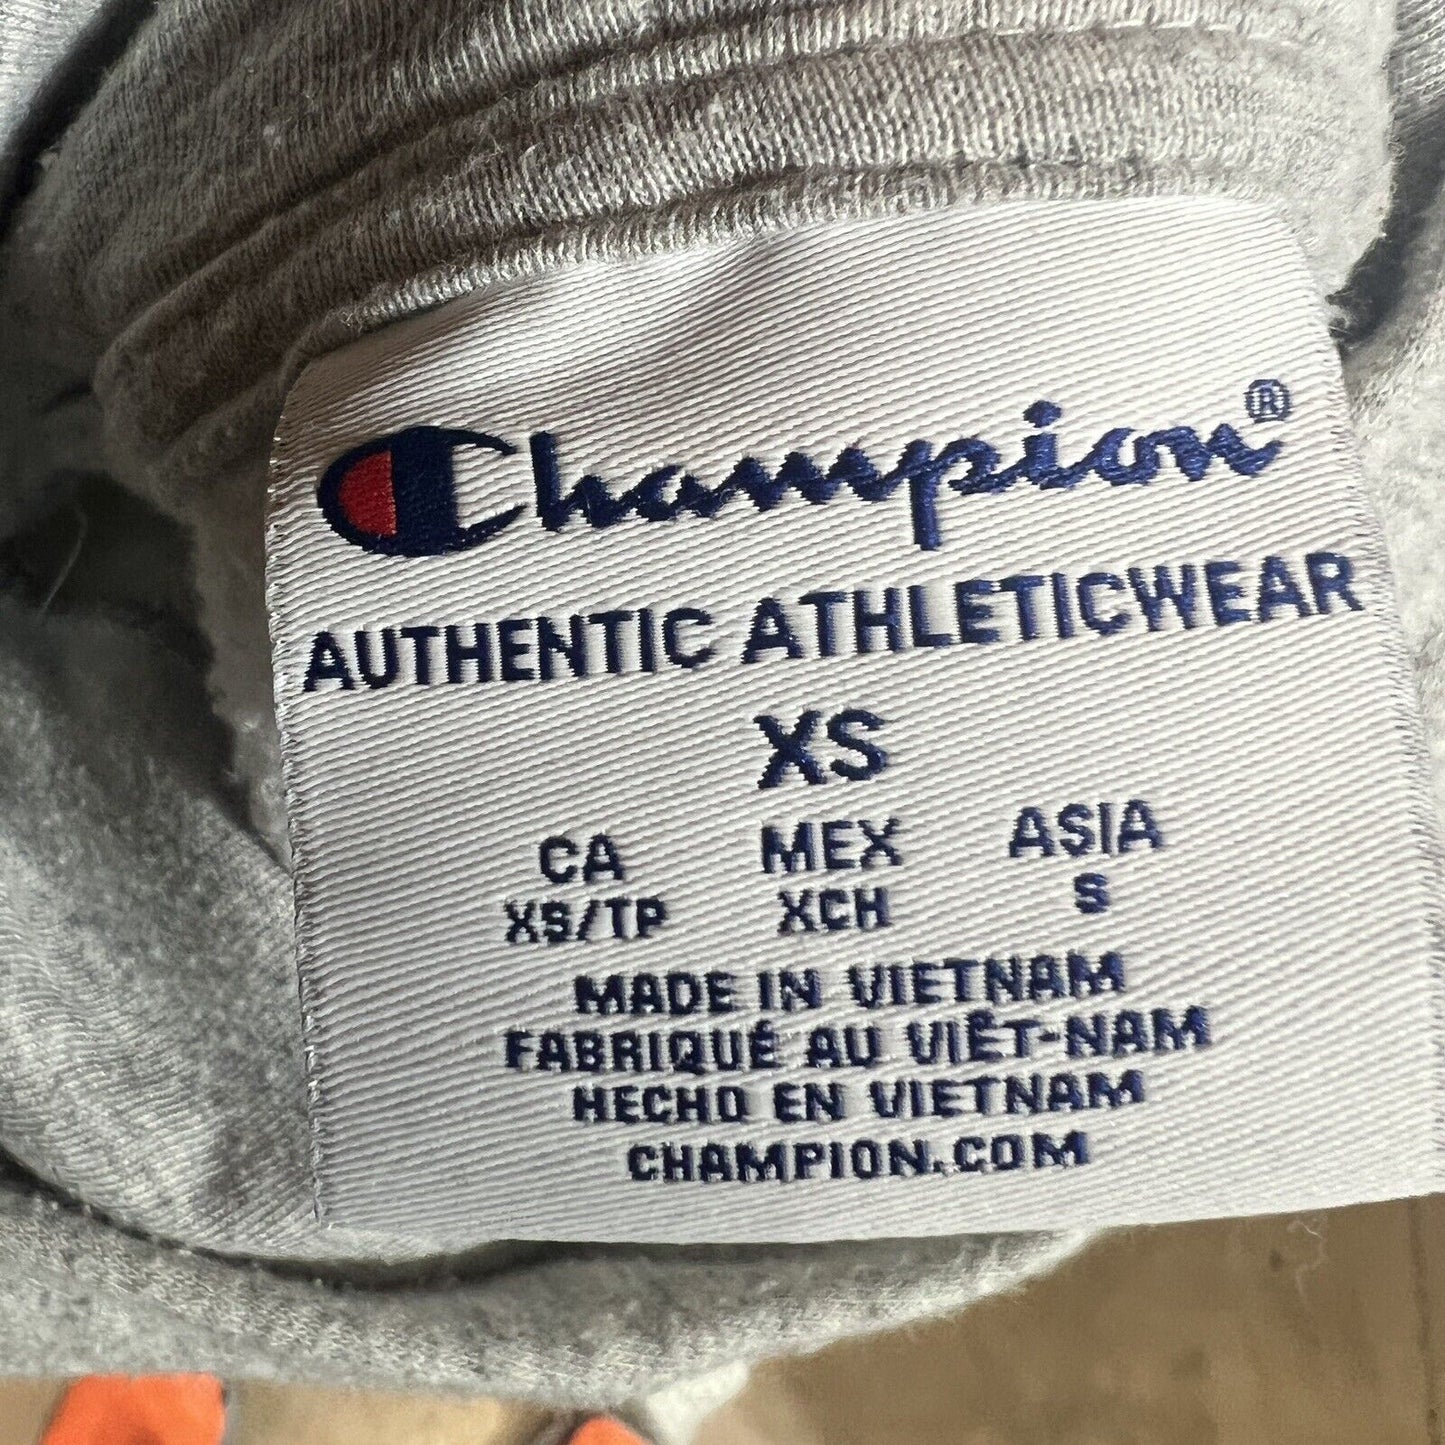 Champion®
AUTHENTIC ATHLETICWEAR
XS
CA MEX ASIA
XS/TP XCH S
MADE IN VIETNAM
FABRIQUÉ AU VIÊT-NAM
HECHO EN VIETNAM
CHAMPION.COM